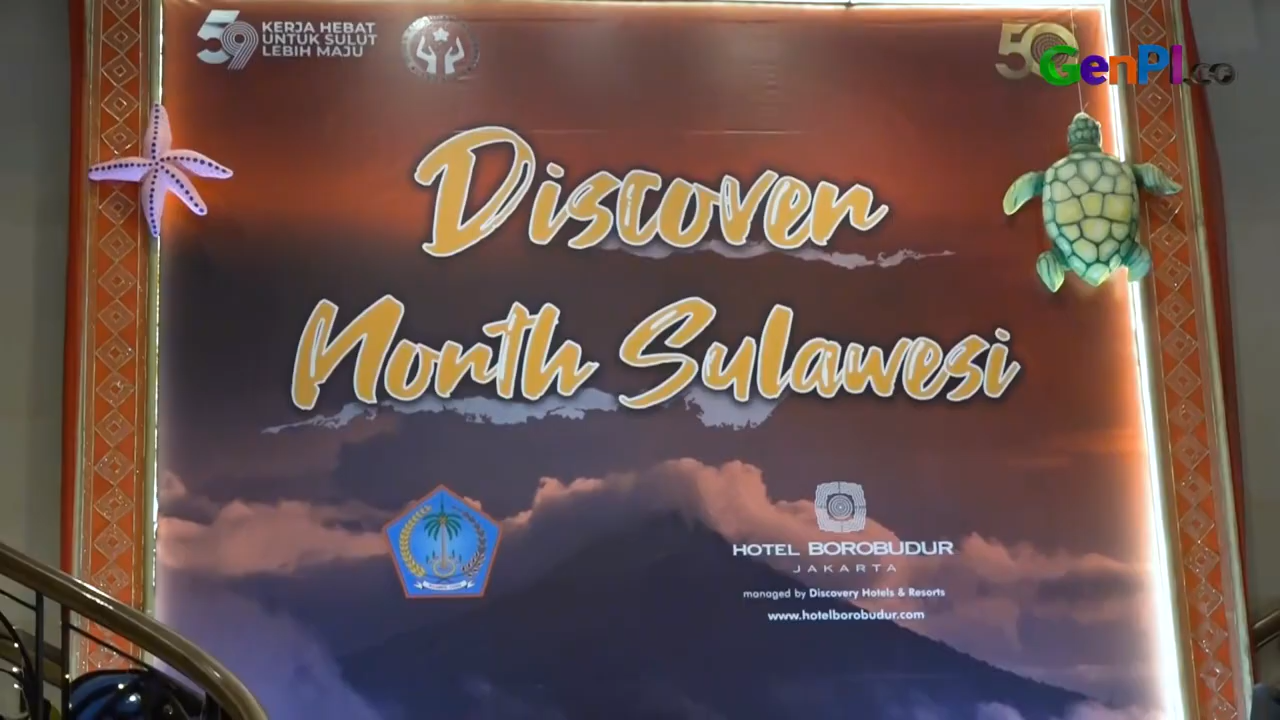 59 KERJA HEBAT
UNTUK SULUT
LEBIH MAJU
50
GenPI.co
Discover
North Sulawesi
HOTEL BOROBUDUR
JAKARTA
managed by Discovery Hotels & Resorts
www.hotelborobudur.com